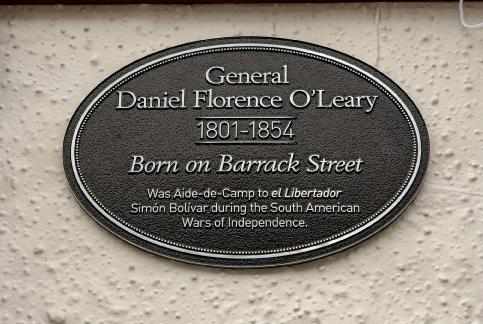 General
Daniel Florence O'Leary
1801-1854
Born on Barrack Street
Was Aide-de-Camp to el Libertador
Simón Bolívar during the South American
Wars of Independence.